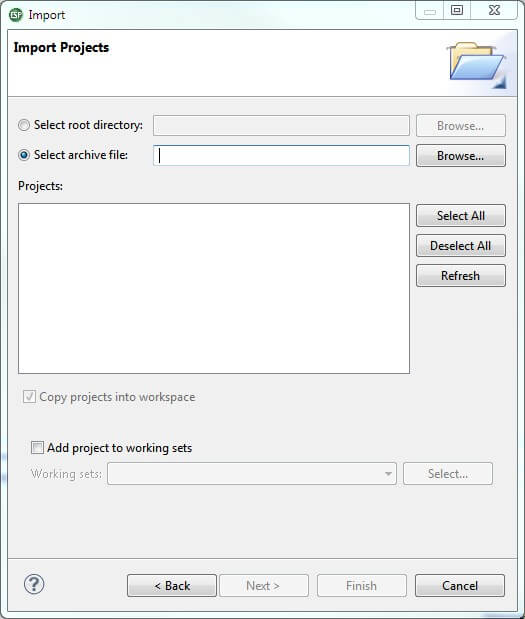 Import
Import Projects
Select root directory: Browse...
Select archive file: Browse...
Projects:
Select All
Deselect All
Refresh
Copy projects into workspace
Add project to working sets
Working sets: Select...
? < Back Next > Finish Cancel